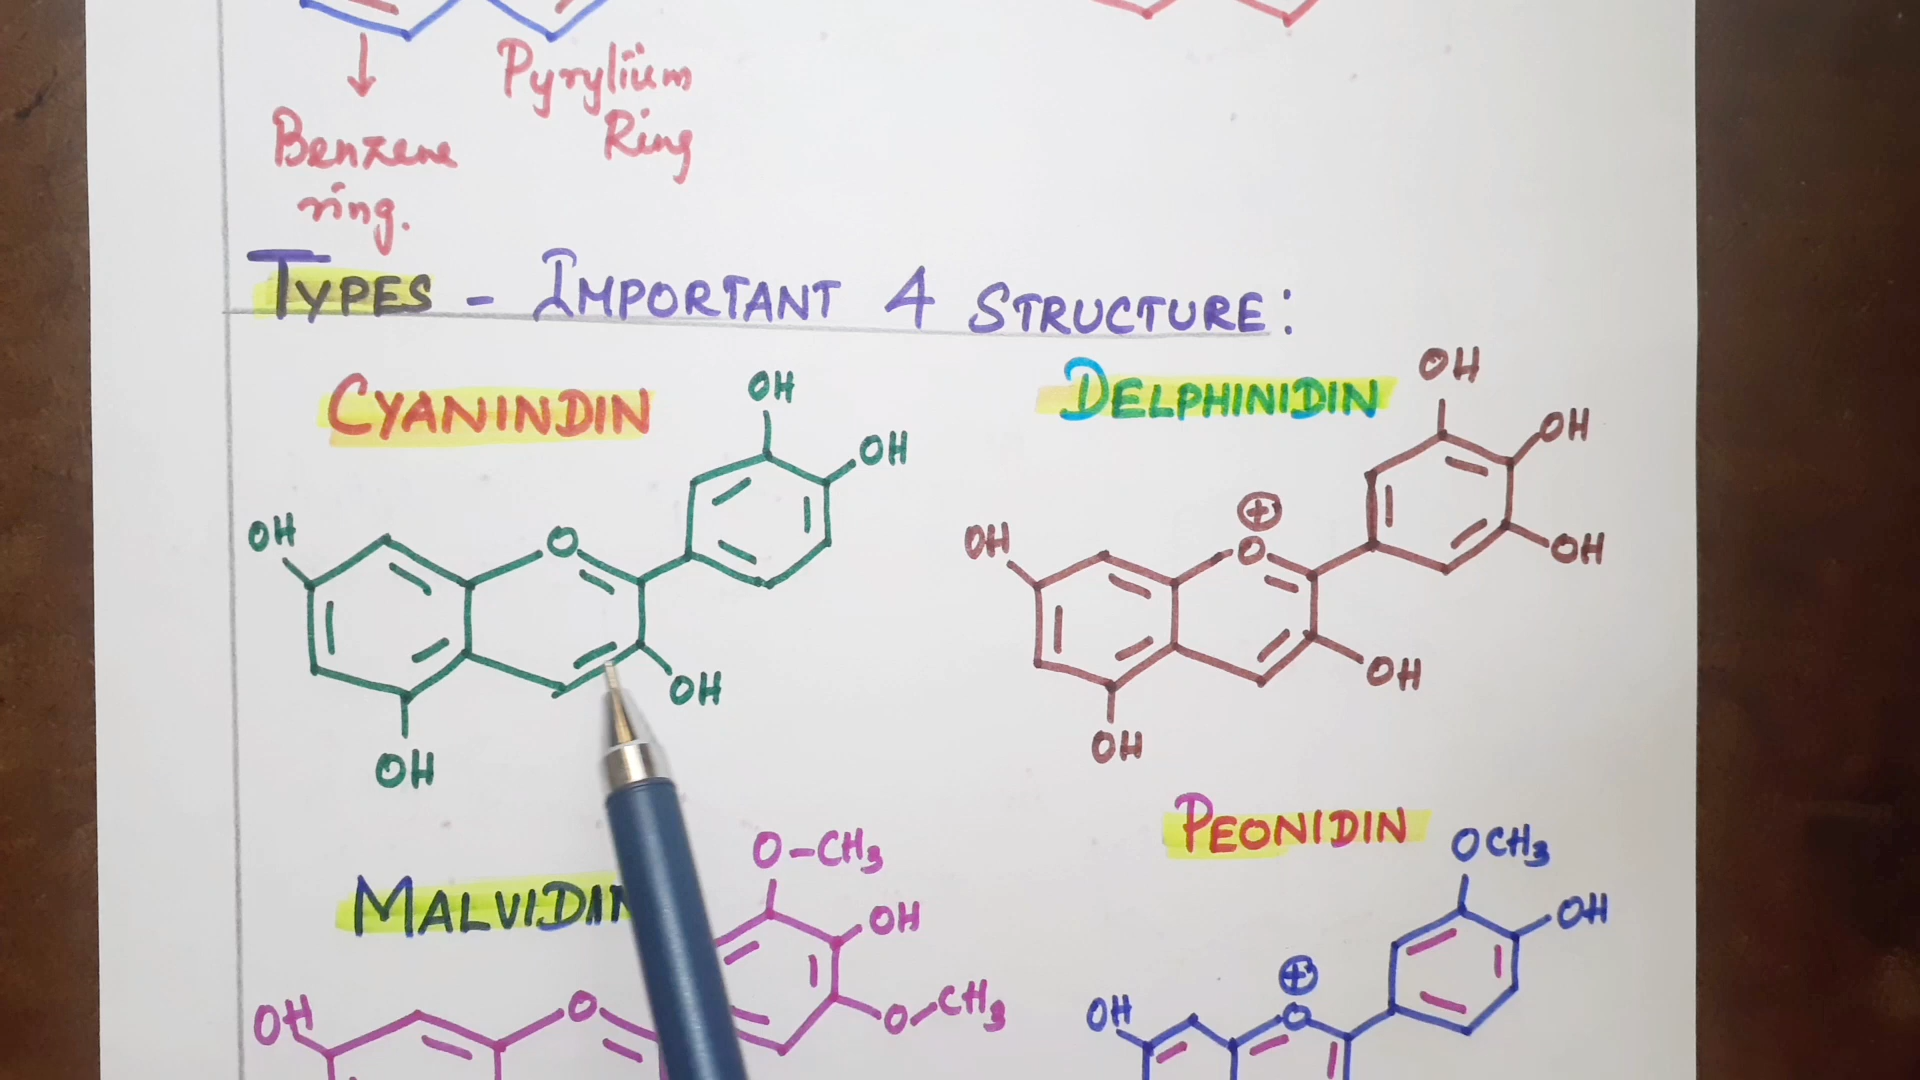 Pyrylium
Ring
Benzene
ring.
TYPES - IMPORTANT 4 STRUCTURE:
CYANINDIN
OH
OH
OH
O
OH
OH
DELPHINIDIN
OH
OH
OH
OH
+
O
OH
OH
MALVIDIN
O-CH3
OH
O-CH3
OH
O
PEONIDIN
OCH3
OH
+
OH
O